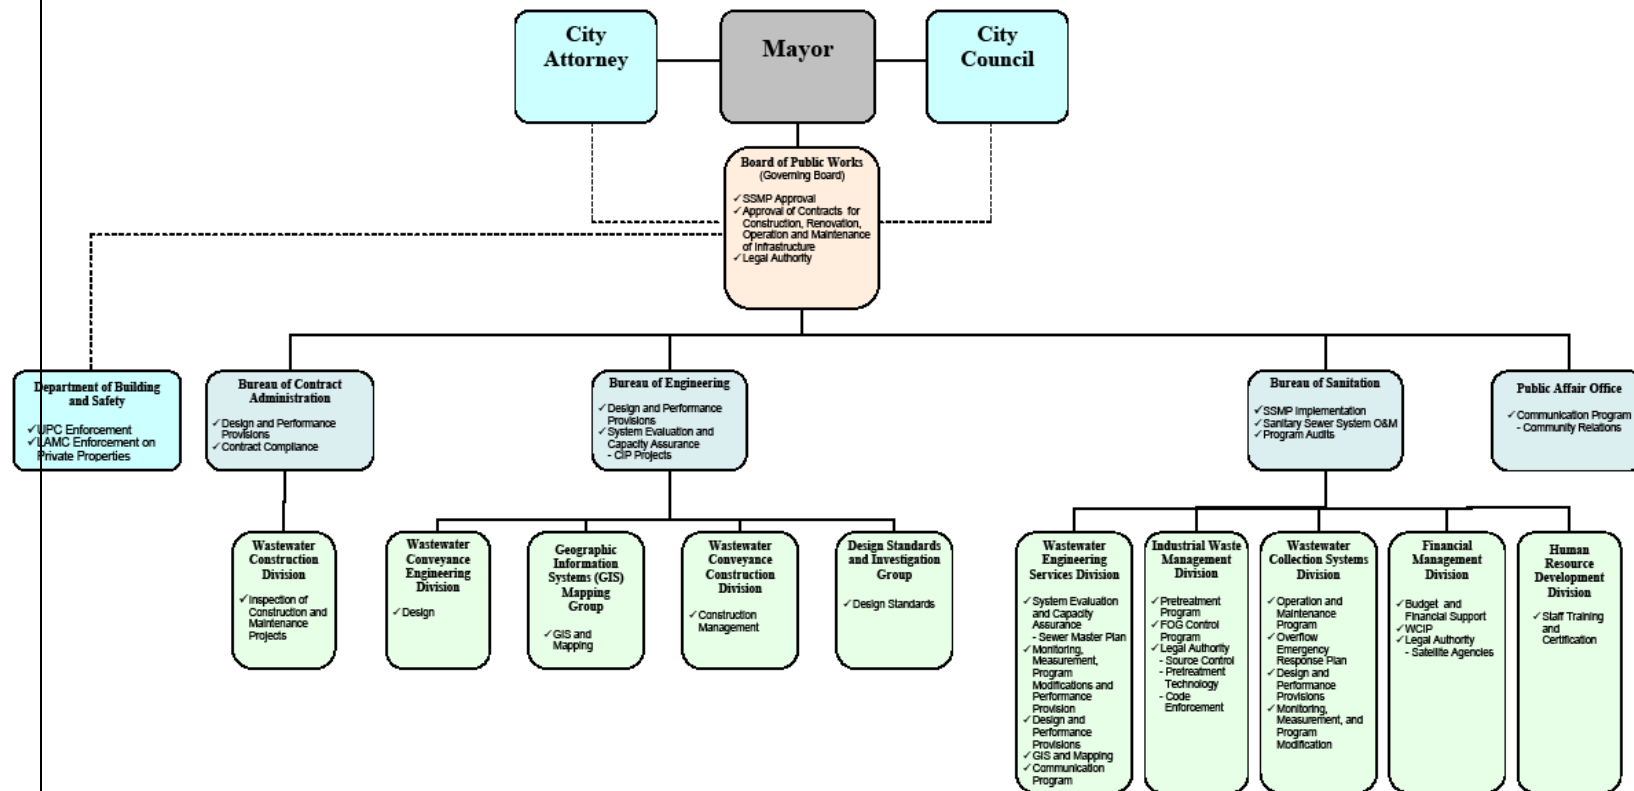 City
Attorney
Mayor
City
Council
Board of Public Works
(Governing Board)
✓SSMP Approval
✓Approval of Contracts for
Construction, Renovation,
Operation and Maintenance
of Infrastructure
✓Legal Authority
Department of Building
and Safety
✓UPC Enforcement
✓LAMC Enforcement on
Private Properties
Bureau of Contract
Administration
✓Design and Performance
Provisions
✓Contract Compliance
Bureau of Engineering
✓Design and Performance
Provisions
✓System Evaluation and
Capacity Assurance
- CIP Projects
Bureau of Sanitation
✓SSMP Implementation
✓Sanitary Sewer System O&M
✓Program Audits
Public Affair Office
✓Communication Program
- Community Relations
Wastewater
Construction
Division
✓Inspection of
Construction and
Maintenance
Projects
Wastewater
Conveyance
Engineering
Division
✓Design
Geographic
Information
Systems (GIS)
Mapping
Group
✓GIS and
Mapping
Wastewater
Conveyance
Construction
Division
✓Construction
Management
Design Standards
and Investigation
Group
✓Design Standards
Wastewater
Engineering
Services Division
✓System Evaluation
and Capacity
Assurance
- Sewer Master Plan
✓Monitoring,
Measurement,
Program
Modifications and
Performance
Provision
✓Design and
Performance
Provisions
✓GIS and Mapping
✓Communication
Program
Industrial Waste
Management
Division
✓Pretreatment
Program
✓FOG Control
Program
✓Legal Authority
- Source Control
- Pretreatment
Technology
- Code
Enforcement
Wastewater
Collection Systems
Division
✓Operation and
Maintenance
Program
✓Overflow
Emergency
Response Plan
✓Design and
Performance
Provisions
✓Monitoring,
Measurement, and
Program
Modification
Financial
Management
Division
✓Budget and
Financial Support
✓WCIP
✓Legal Authority
- Satellite Agencies
Human
Resource
Development
Division
✓Staff Training
and
Certification